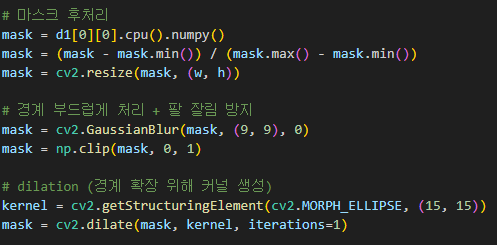 # 마스크 후처리
mask = d1[0][0].cpu().numpy()
mask = (mask - mask.min()) / (mask.max() - mask.min())
mask = cv2.resize(mask, (w, h))
# 경계 부드럽게 처리 + 팔 잘림 방지
mask = cv2.GaussianBlur(mask, (9, 9), 0)
mask = np.clip(mask, 0, 1)
# dilation (경계 확장 위해 커널 생성)
kernel = cv2.getStructuringElement(cv2.MORPH_ELLIPSE, (15, 15))
mask = cv2.dilate(mask, kernel, iterations=1)